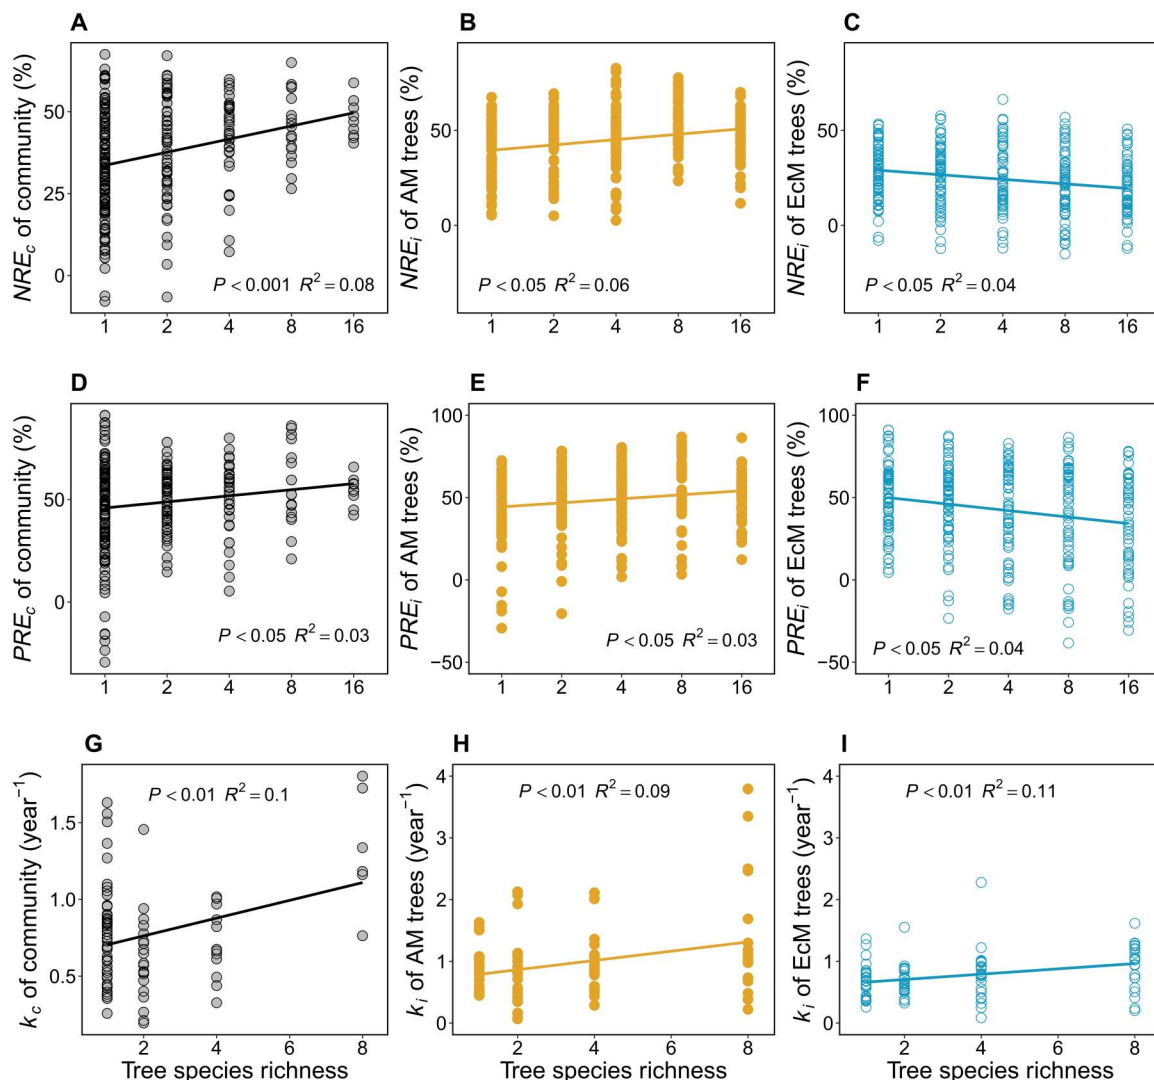 A
NREc of community (%)
50
25
0
P < 0.001 R² = 0.08
1 2 4 8 16
B
NREi of AM trees (%)
50
0
P < 0.05 R² = 0.06
1 2 4 8 16
C
NREi of EcM trees (%)
50
0
P < 0.05 R² = 0.04
1 2 4 8 16
D
PREc of community (%)
50
0
P < 0.05 R² = 0.03
1 2 4 8 16
E
PREi of AM trees (%)
100
50
0
−50
P < 0.05 R² = 0.03
1 2 4 8 16
F
PREi of EcM trees (%)
100
50
0
−50
P < 0.05 R² = 0.04
1 2 4 8 16
G
kc of community (year⁻¹)
P < 0.01 R² = 0.1
1.5
1.0
0.5
2 4 8
Tree species richness
H
ki of AM trees (year⁻¹)
P < 0.01 R² = 0.09
4
3
2
1
0
2 4 8
Tree species richness
I
ki of EcM trees (year⁻¹)
P < 0.01 R² = 0.11
4
3
2
1
0
2 4 8
Tree species richness